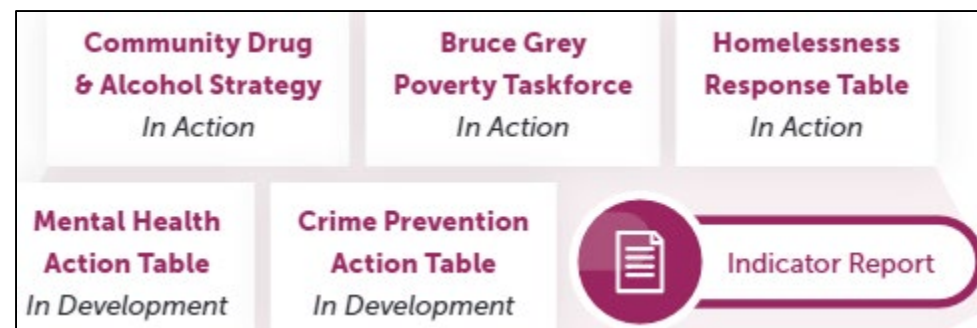 Community Drug
& Alcohol Strategy
In Action
Bruce Grey
Poverty Taskforce
In Action
Homelessness
Response Table
In Action
Mental Health
Action Table
In Development
Crime Prevention
Action Table
In Development
Indicator Report